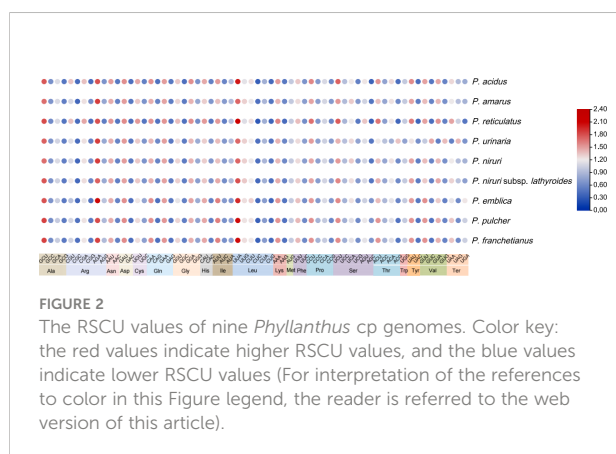 P. acidus
P. amarus
P. reticulatus
P. urinaria
P. niruri
P. niruri subsp. lathyroides
P. emblica
P. pulcher
P. franchetianus
2,40
2,10
1,80
1,50
1,20
0,90
0,60
0,30
0,00
Ala Arg Asn Asp Cys Gln Gly His Ile Leu Lys Met Phe Pro Ser Thr Trp Tyr Val Ter
FIGURE 2
The RSCU values of nine Phyllanthus cp genomes. Color key:
the red values indicate higher RSCU values, and the blue values
indicate lower RSCU values (For interpretation of the references
to color in this Figure legend, the reader is referred to the web
version of this article).